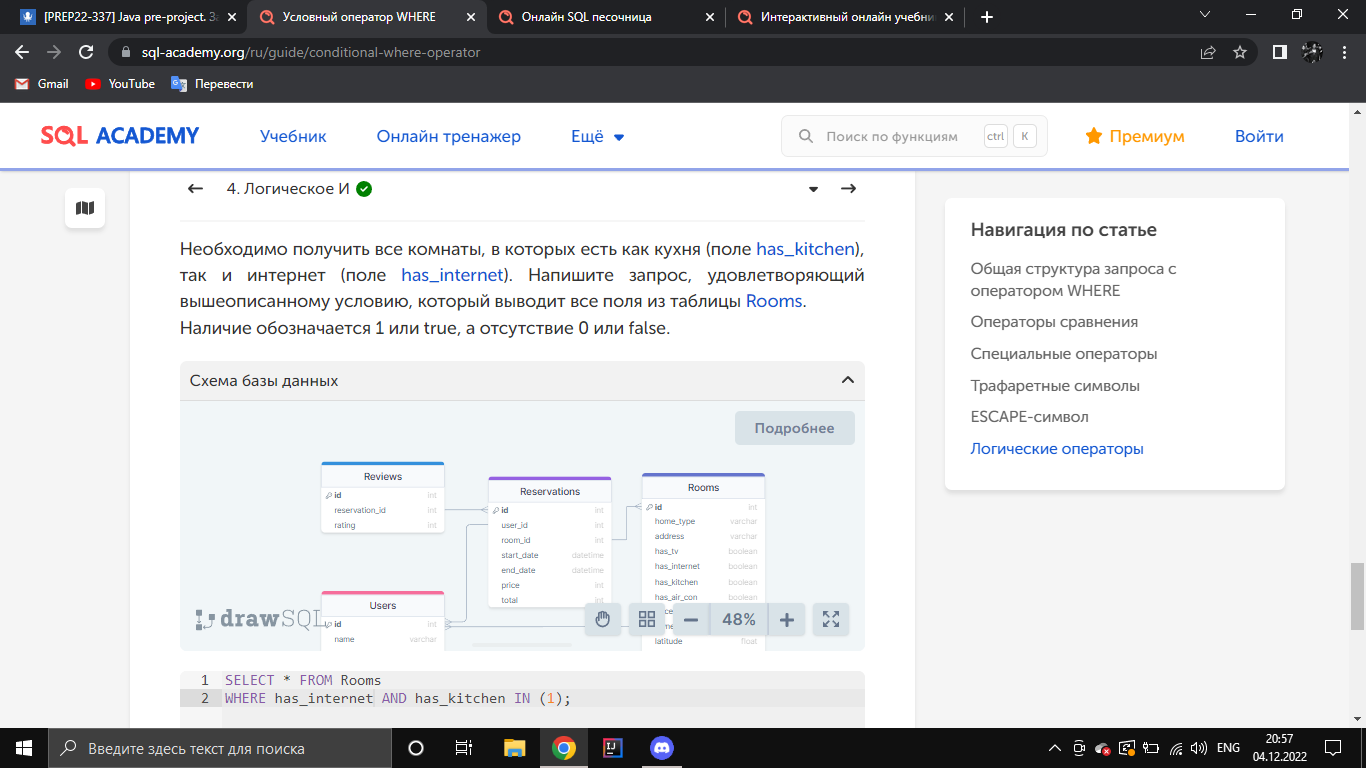 [PREP22-337] Java pre-project. За
Условный оператор WHERE
Онлайн SQL песочница
Интерактивный онлайн учебни
sql-academy.org/ru/guide/conditional-where-operator
Gmail
YouTube
Перевести
SQL ACADEMY
Учебник
Онлайн тренажер
Ещё
Поиск по функциям
ctrl
K
Премиум
Войти
4. Логическое И
Необходимо получить все комнаты, в которых есть как кухня (поле has_kitchen),
так и интернет (поле has_internet). Напишите запрос, удовлетворяющий
вышеописанному условию, который выводит все поля из таблицы Rooms.
Наличие обозначается 1 или true, а отсутствие 0 или false.
Схема базы данных
Подробнее
Reviews
id int
reservation_id int
rating int
Reservations
id int
user_id int
room_id int
start_date datetime
end_date datetime
price int
total int
Rooms
id int
home_type varchar
address varchar
has_tv boolean
has_internet boolean
has_kitchen boolean
has_air_con boolean
latitude float
Users
id int
name varchar
drawSQL
48%
1 SELECT * FROM Rooms
2 WHERE has_internet AND has_kitchen IN (1);
Навигация по статье
Общая структура запроса с
оператором WHERE
Операторы сравнения
Специальные операторы
Трафаретные символы
ESCAPE-символ
Логические операторы
Введите здесь текст для поиска
ENG
20:57
04.12.2022